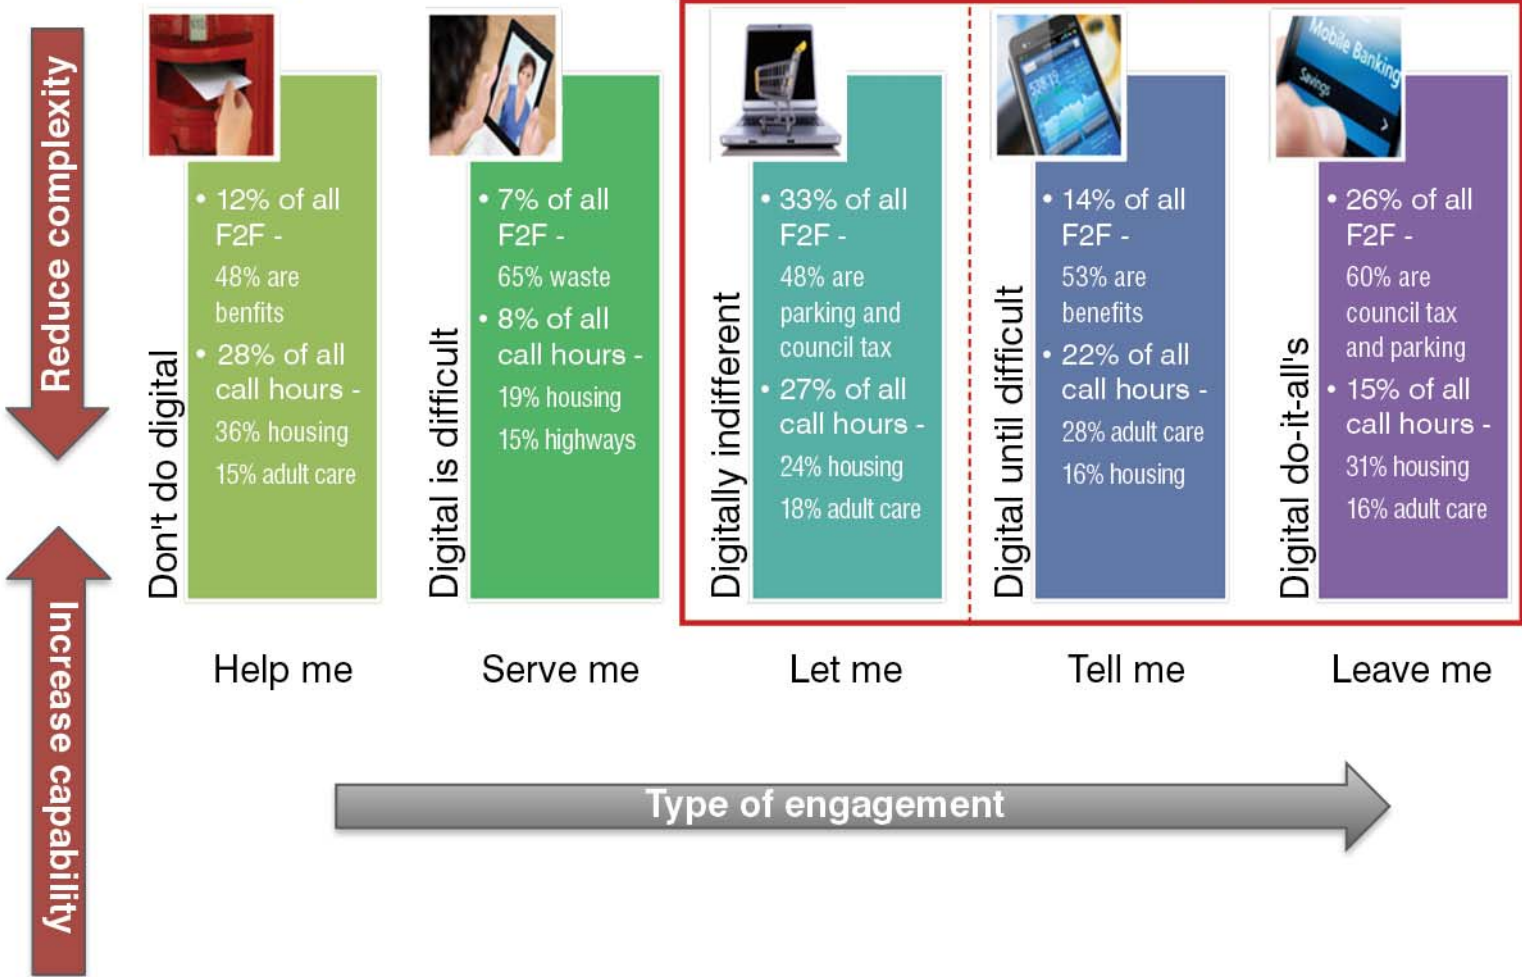 Reduce complexity
Increase capability
Don't do digital
• 12% of all
F2F -
48% are
benfits
• 28% of all
call hours -
36% housing
15% adult care
Help me
Digital is difficult
• 7% of all
F2F -
65% waste
• 8% of all
call hours -
19% housing
15% highways
Serve me
Digitally indifferent
• 33% of all
F2F -
48% are
parking and
council tax
• 27% of all
call hours -
24% housing
18% adult care
Let me
Digital until difficult
• 14% of all
F2F -
53% are
benefits
• 22% of all
call hours -
28% adult care
16% housing
Tell me
Mobile Banking
Savings
Digital do-it-all's
• 26% of all
F2F -
60% are
council tax
and parking
• 15% of all
call hours -
31% housing
16% adult care
Leave me
Type of engagement